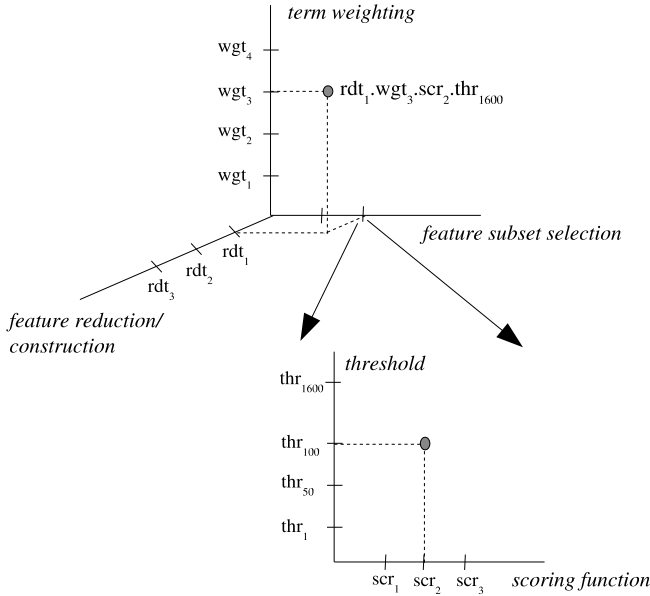 term weighting
wgt4
wgt3
rdt1.wgt3.scr2.thr1600
wgt2
wgt1
feature subset selection
rdt1
rdt2
rdt3
feature reduction/
construction
threshold
thr1600
thr100
thr50
thr1
scr1
scr2
scr3
scoring function